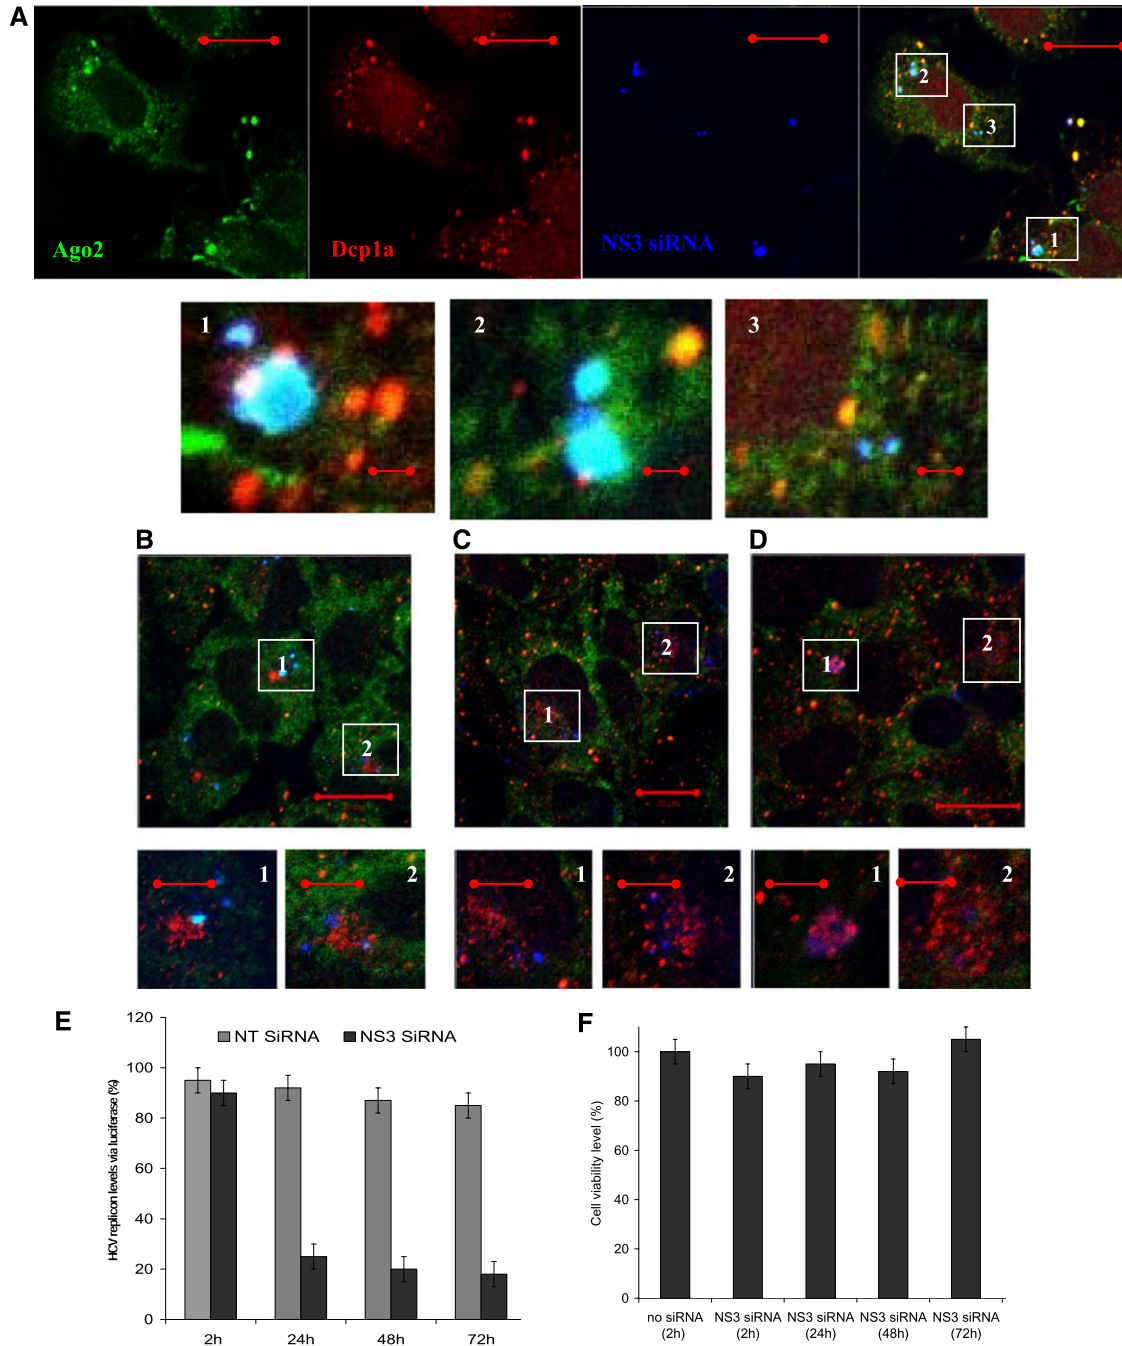 A
Ago2
Dcp1a
NS3 siRNA
2
3
1
1
2
3
B
C
D
1
2
2
1
20 µm
1
2
1
2
1
2
1
2
E
120
100
80
60
40
20
0
HCV replicon levels via luciferase (%)
NT SiRNA
NS3 SiRNA
2h
24h
48h
72h
F
100
80
60
40
20
0
Cell viability level (%)
no siRNA
(2h)
NS3 siRNA
(2h)
NS3 siRNA
(24h)
NS3 siRNA
(48h)
NS3 siRNA
(72h)